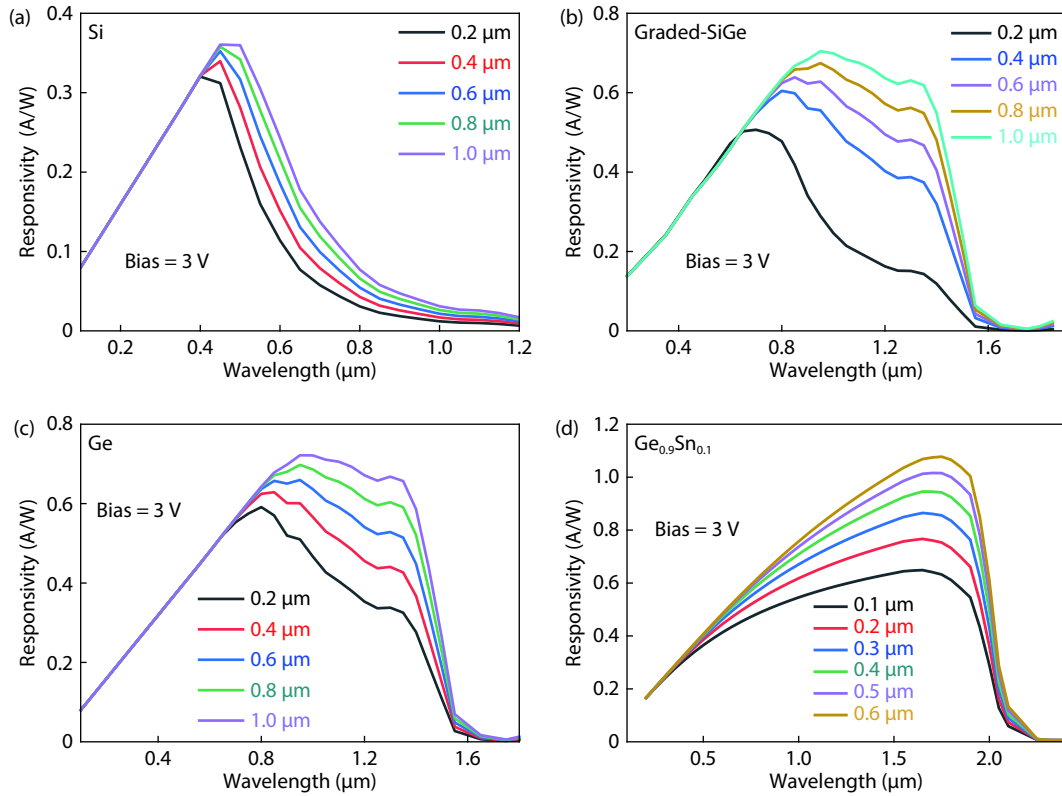 (a)
Si
0.4
0.3
0.2
0.1
0
Responsivity (A/W)
0.2 μm
0.4 μm
0.6 μm
0.8 μm
1.0 μm
Bias = 3 V
0.2
0.4
0.6
0.8
1.0
1.2
Wavelength (μm)
(b)
Graded-SiGe
0.8
0.6
0.4
0.2
0
Responsivity (A/W)
0.2 μm
0.4 μm
0.6 μm
0.8 μm
1.0 μm
Bias = 3 V
0.4
0.8
1.2
1.6
Wavelength (μm)
(c)
Ge
0.8
0.6
0.4
0.2
0
Responsivity (A/W)
Bias = 3 V
0.2 μm
0.4 μm
0.6 μm
0.8 μm
1.0 μm
0.4
0.8
1.2
1.6
Wavelength (μm)
(d)
Ge₀.₉Sn₀.₁
1.2
1.0
0.8
0.6
0.4
0.2
0
Responsivity (A/W)
Bias = 3 V
0.1 μm
0.2 μm
0.3 μm
0.4 μm
0.5 μm
0.6 μm
0.5
1.0
1.5
2.0
Wavelength (μm)